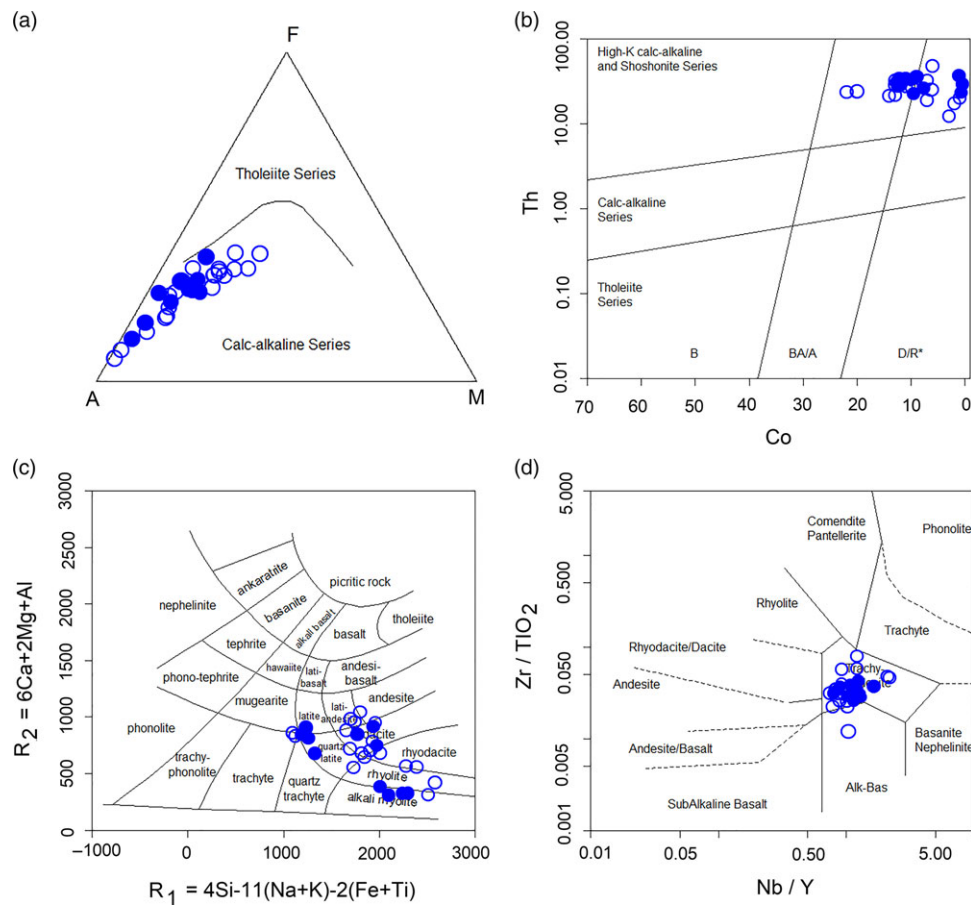 (a)
F
Tholeiite Series
Calc-alkaline Series
A
M
(b)
100.00
10.00
1.00
0.10
0.01
Th
High-K calc-alkaline
and Shoshonite Series
Calc-alkaline
Series
Tholeiite
Series
B
BA/A
D/R*
70
60
50
40
30
20
10
0
Co
(c)
3000
2500
2000
1500
1000
500
0
R2 = 6Ca+2Mg+Al
ankaratite
picritic rock
nephelinite
basanite
alkali basalt
tholeiite
tephrite
basalt
hawaiite
lati-
basalt
andesi-
basalt
phono-tephrite
mugearite
lati-
andesite
andesite
latite
phonolite
quartz
latite
rhyodacite
trachy-
phonolite
trachyte
quartz
trachyte
rhyolite
alkali rhyolite
−1000
0
1000
2000
3000
R1 = 4Si-11(Na+K)-2(Fe+Ti)
(d)
5.000
0.500
0.050
0.005
0.001
Zr / TIO2
Comendite
Pantellerite
Phonolite
Rhyolite
Trachyte
Rhyodacite/Dacite
Andesite
Andesite/Basalt
Basanite
Nephelinite
SubAlkaline Basalt
Alk-Bas
0.01
0.05
0.50
1.00
5.00
Nb / Y